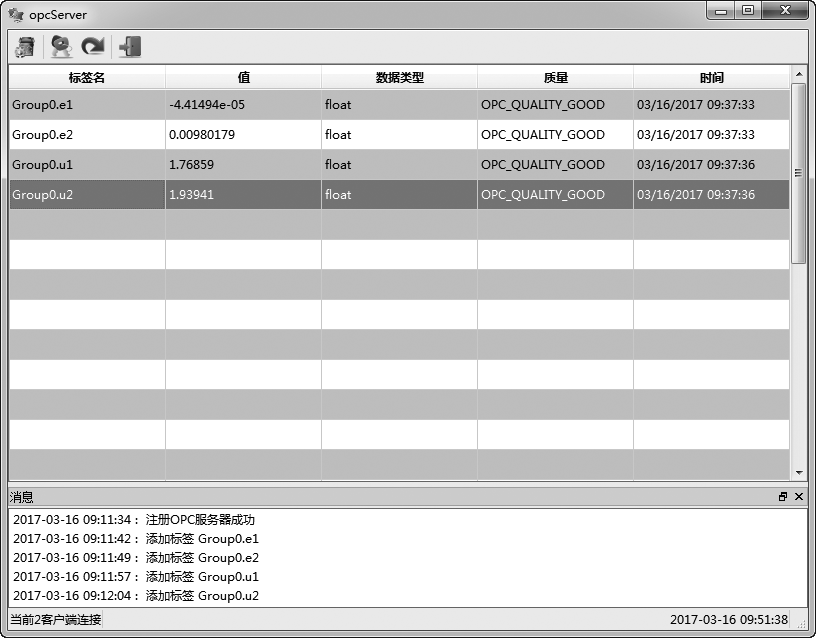 opcServer
标签名 值 数据类型 质量 时间
Group0.e1 -4.41494e-05 float OPC_QUALITY_GOOD 03/16/2017 09:37:33
Group0.e2 0.00980179 float OPC_QUALITY_GOOD 03/16/2017 09:37:33
Group0.u1 1.76859 float OPC_QUALITY_GOOD 03/16/2017 09:37:36
Group0.u2 1.93941 float OPC_QUALITY_GOOD 03/16/2017 09:37:36
消息
2017-03-16 09:11:34 : 注册OPC服务器成功
2017-03-16 09:11:42 : 添加标签 Group0.e1
2017-03-16 09:11:49 : 添加标签 Group0.e2
2017-03-16 09:11:57 : 添加标签 Group0.u1
2017-03-16 09:12:04 : 添加标签 Group0.u2
当前2客户端连接 2017-03-16 09:51:38